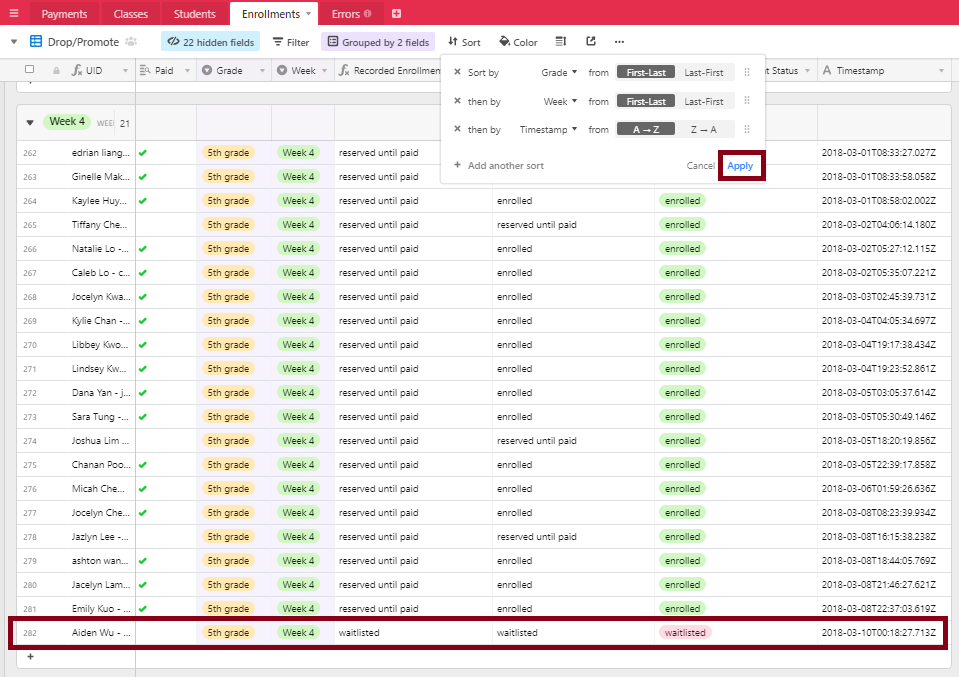 Payments Classes Students Enrollments Errors
Drop/Promote 22 hidden fields Filter Grouped by 2 fields Sort Color
UID Paid Grade Week Recorded Enrollmen t Status Timestamp
Sort by Grade from First-Last Last-First
then by Week from First-Last Last-First
then by Timestamp from A → Z Z → A
Add another sort Cancel Apply
Week 4 WEE 21
262 edrian liang... 5th grade Week 4 reserved until paid 2018-03-01T08:33:27.027Z
263 Ginelle Mak... 5th grade Week 4 reserved until paid 2018-03-01T08:33:58.058Z
264 Kaylee Huy... 5th grade Week 4 reserved until paid enrolled enrolled 2018-03-01T08:58:02.002Z
265 Tiffany Che... 5th grade Week 4 reserved until paid reserved until paid enrolled 2018-03-02T04:06:14.180Z
266 Natalie Lo -... 5th grade Week 4 reserved until paid enrolled enrolled 2018-03-02T05:27:12.115Z
267 Caleb Lo - c... 5th grade Week 4 reserved until paid enrolled enrolled 2018-03-02T05:35:07.221Z
268 Jocelyn Kwa... 5th grade Week 4 reserved until paid enrolled enrolled 2018-03-03T02:45:39.731Z
269 Kylie Chan -... 5th grade Week 4 reserved until paid enrolled enrolled 2018-03-04T04:05:34.697Z
270 Libbey Kwo... 5th grade Week 4 reserved until paid enrolled enrolled 2018-03-04T19:17:38.434Z
271 Lindsey Kw... 5th grade Week 4 reserved until paid enrolled enrolled 2018-03-04T19:23:52.861Z
272 Dana Yan - j... 5th grade Week 4 reserved until paid enrolled enrolled 2018-03-05T03:05:37.614Z
273 Sara Tung -... 5th grade Week 4 reserved until paid enrolled enrolled 2018-03-05T05:30:49.146Z
274 Joshua Lim ... 5th grade Week 4 reserved until paid reserved until paid enrolled 2018-03-05T18:20:19.856Z
275 Chanan Poo... 5th grade Week 4 reserved until paid enrolled enrolled 2018-03-05T22:39:17.858Z
276 Micah Che... 5th grade Week 4 reserved until paid enrolled enrolled 2018-03-06T01:59:26.636Z
277 Jocelyn Che... 5th grade Week 4 reserved until paid enrolled enrolled 2018-03-08T08:23:39.934Z
278 Jazlyn Lee -... 5th grade Week 4 reserved until paid reserved until paid enrolled 2018-03-08T16:15:38.238Z
279 ashton wan... 5th grade Week 4 reserved until paid enrolled enrolled 2018-03-08T18:44:05.769Z
280 Jacelyn Lam... 5th grade Week 4 reserved until paid enrolled enrolled 2018-03-08T21:46:27.621Z
281 Emily Kuo - ... 5th grade Week 4 reserved until paid enrolled enrolled 2018-03-08T22:37:03.619Z
282 Aiden Wu - ... 5th grade Week 4 waitlisted waitlisted waitlisted 2018-03-10T00:18:27.713Z